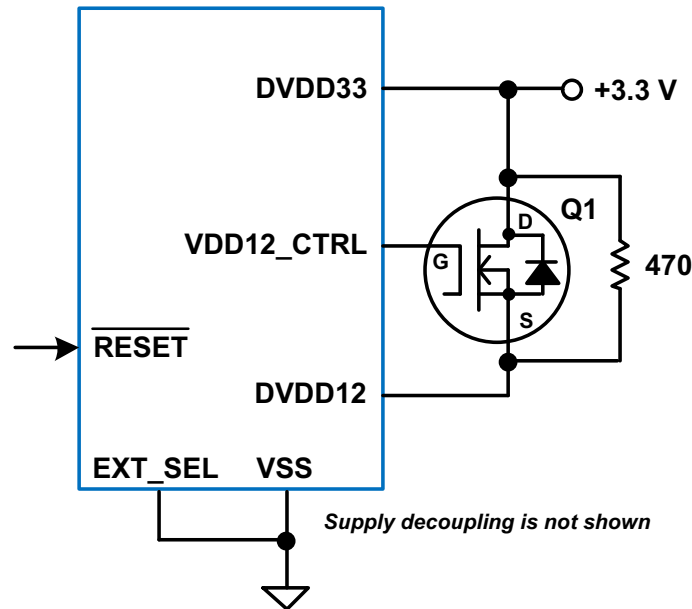 DVDD33
+3.3 V
D
Q1
VDD12_CTRL
G
470
S
RESET
DVDD12
EXT_SEL
VSS
Supply decoupling is not shown